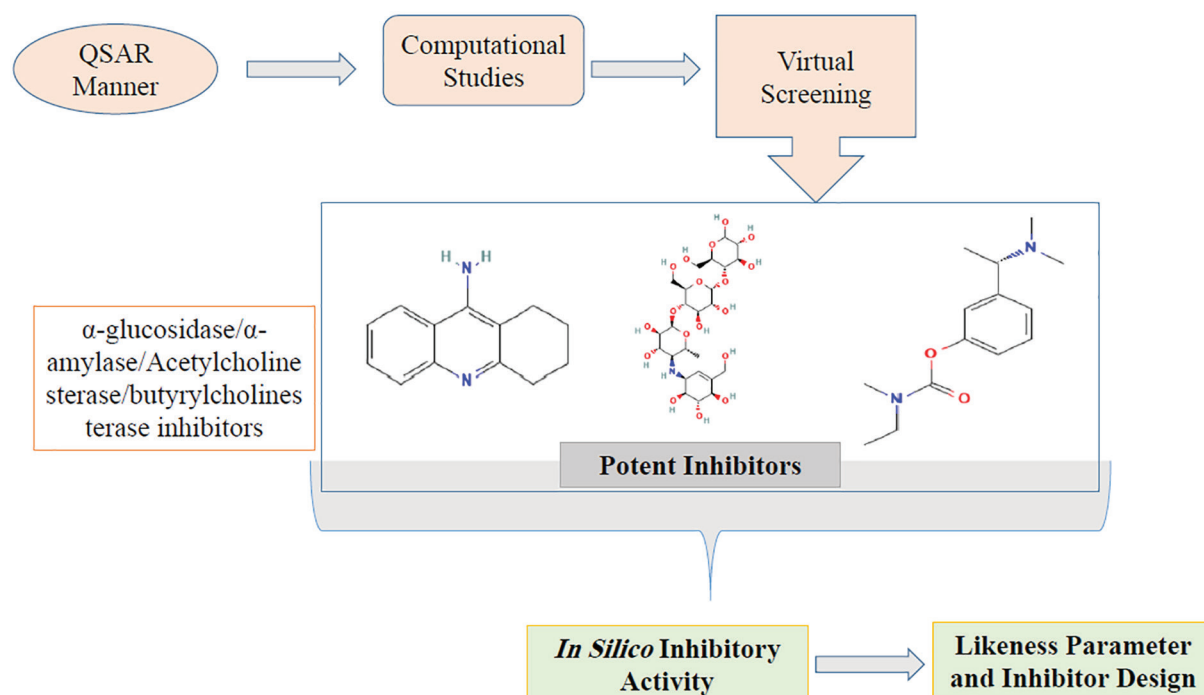 QSAR
Manner
Computational
Studies
Virtual
Screening
α-glucosidase/α-
amylase/Acetylcholine
sterase/butyrylcholines
terase inhibitors
H H
N
N
H
O
H
O
O
H
O
H
O
H
N
O
O
N
Potent Inhibitors
In Silico Inhibitory
Activity
Likeness Parameter
and Inhibitor Design